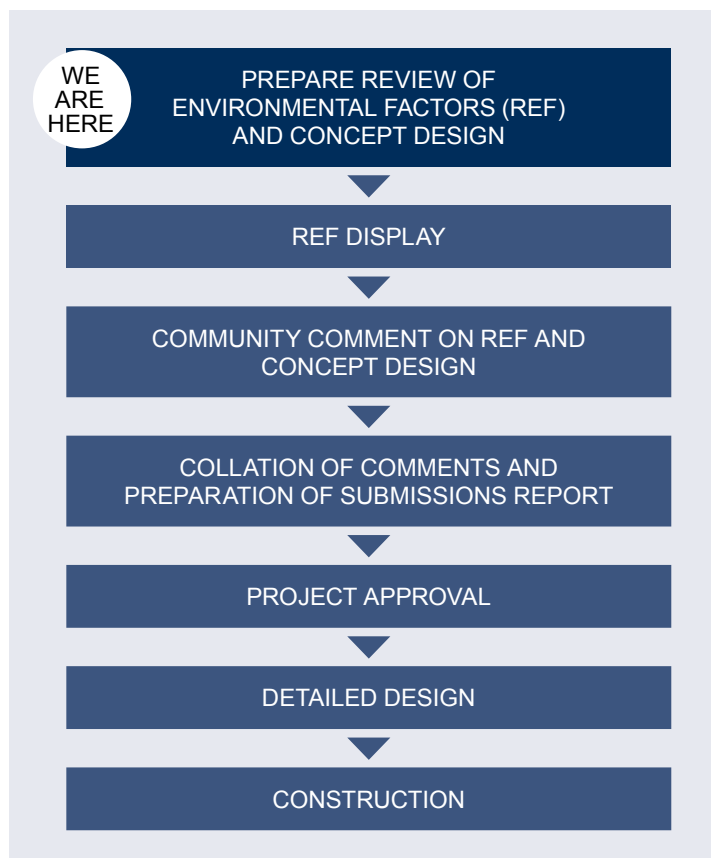 WE
ARE
HERE
PREPARE REVIEW OF
ENVIRONMENTAL FACTORS (REF)
AND CONCEPT DESIGN
REF DISPLAY
COMMUNITY COMMENT ON REF AND
CONCEPT DESIGN
COLLATION OF COMMENTS AND
PREPARATION OF SUBMISSIONS REPORT
PROJECT APPROVAL
DETAILED DESIGN
CONSTRUCTION